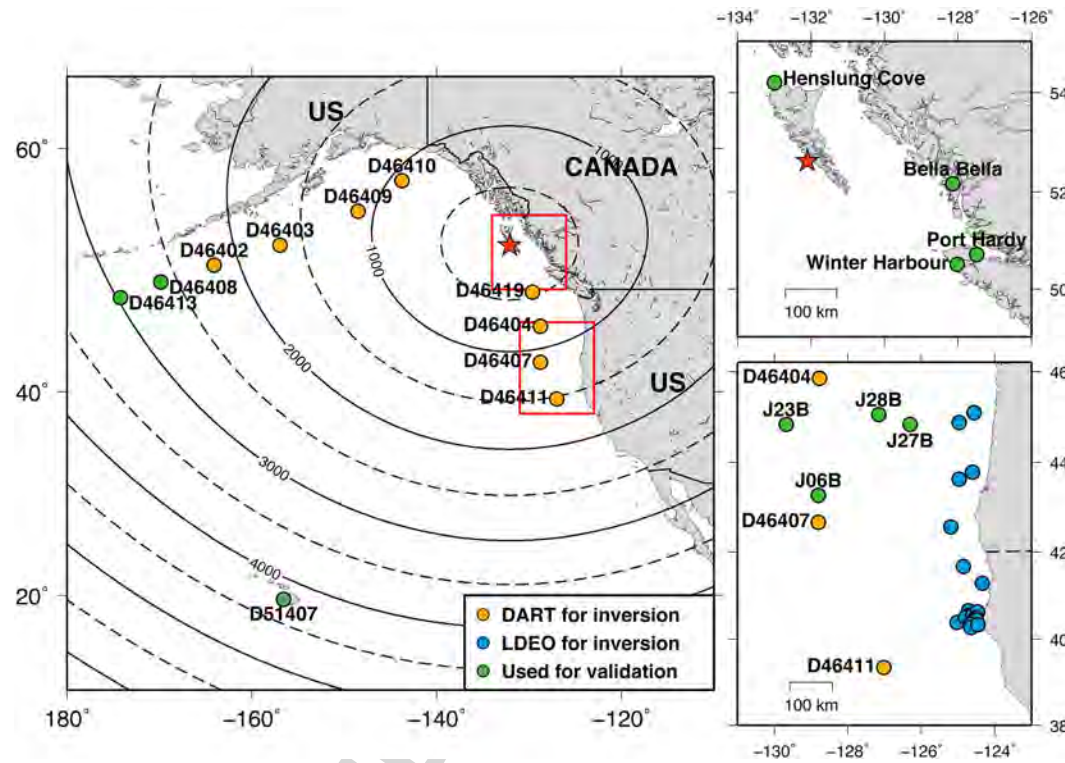 US
CANADA
US
D46410
D46409
D46403
D46402
D46408
D46413
D46419
D46404
D46407
D46411
D51407
1000
1000
2000
3000
4000
60°
40°
20°
−180°
−160°
−140°
−120°
DART for inversion
LDEO for inversion
Used for validation
−134°
−132°
−130°
−128°
−126°
54°
52°
50°
Henslung Cove
Bella Bella
Port Hardy
Winter Harbour
100 km
46°
44°
42°
40°
38°
D46404
J23B
J28B
J27B
J06B
D46407
D46411
100 km
−130°
−128°
−126°
−124°